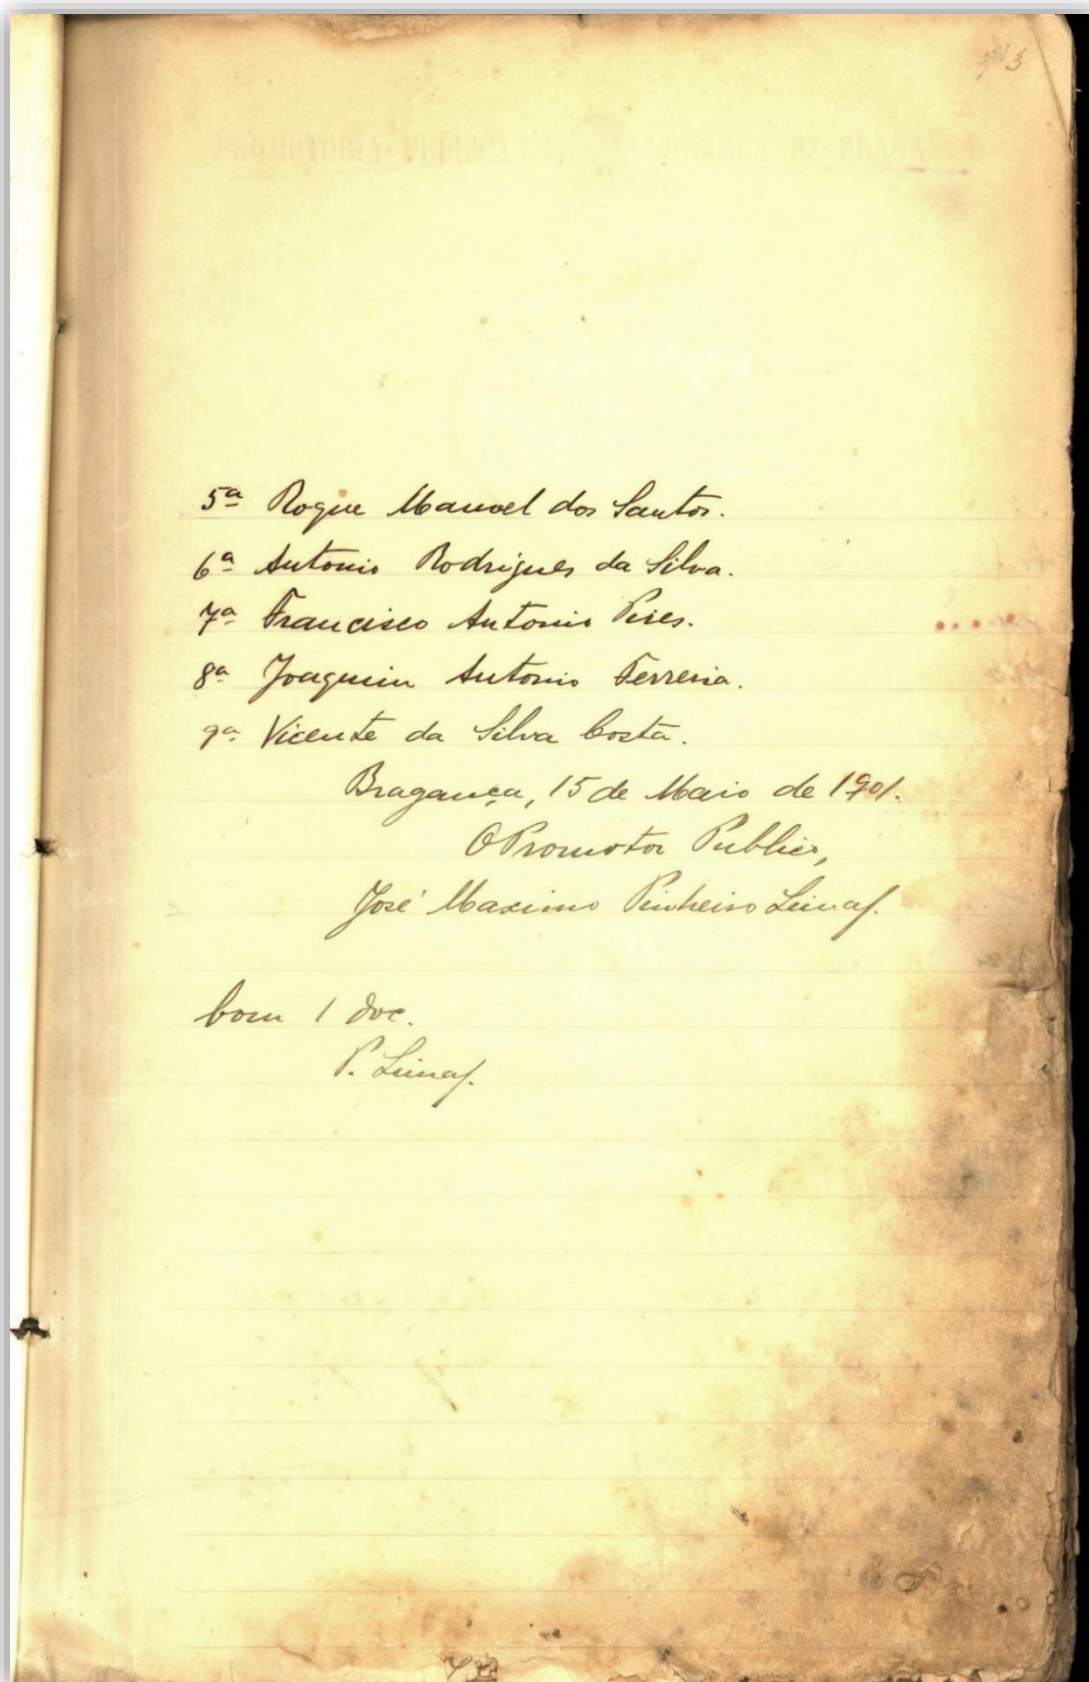 3
5ª Roque Manoel dos Santos.
6ª Antonio Rodrigues da Silva.
7ª Francisco Antonio Pires.
8ª Joaquim Antonio Ferreira.
9ª Vicente da Silva Costa.
Bragança, 15 de Maio de 1901.
O Promotor Publico,
José Maximo Pinheiro Lima f.
Com 1 doc.
P. Lima f.